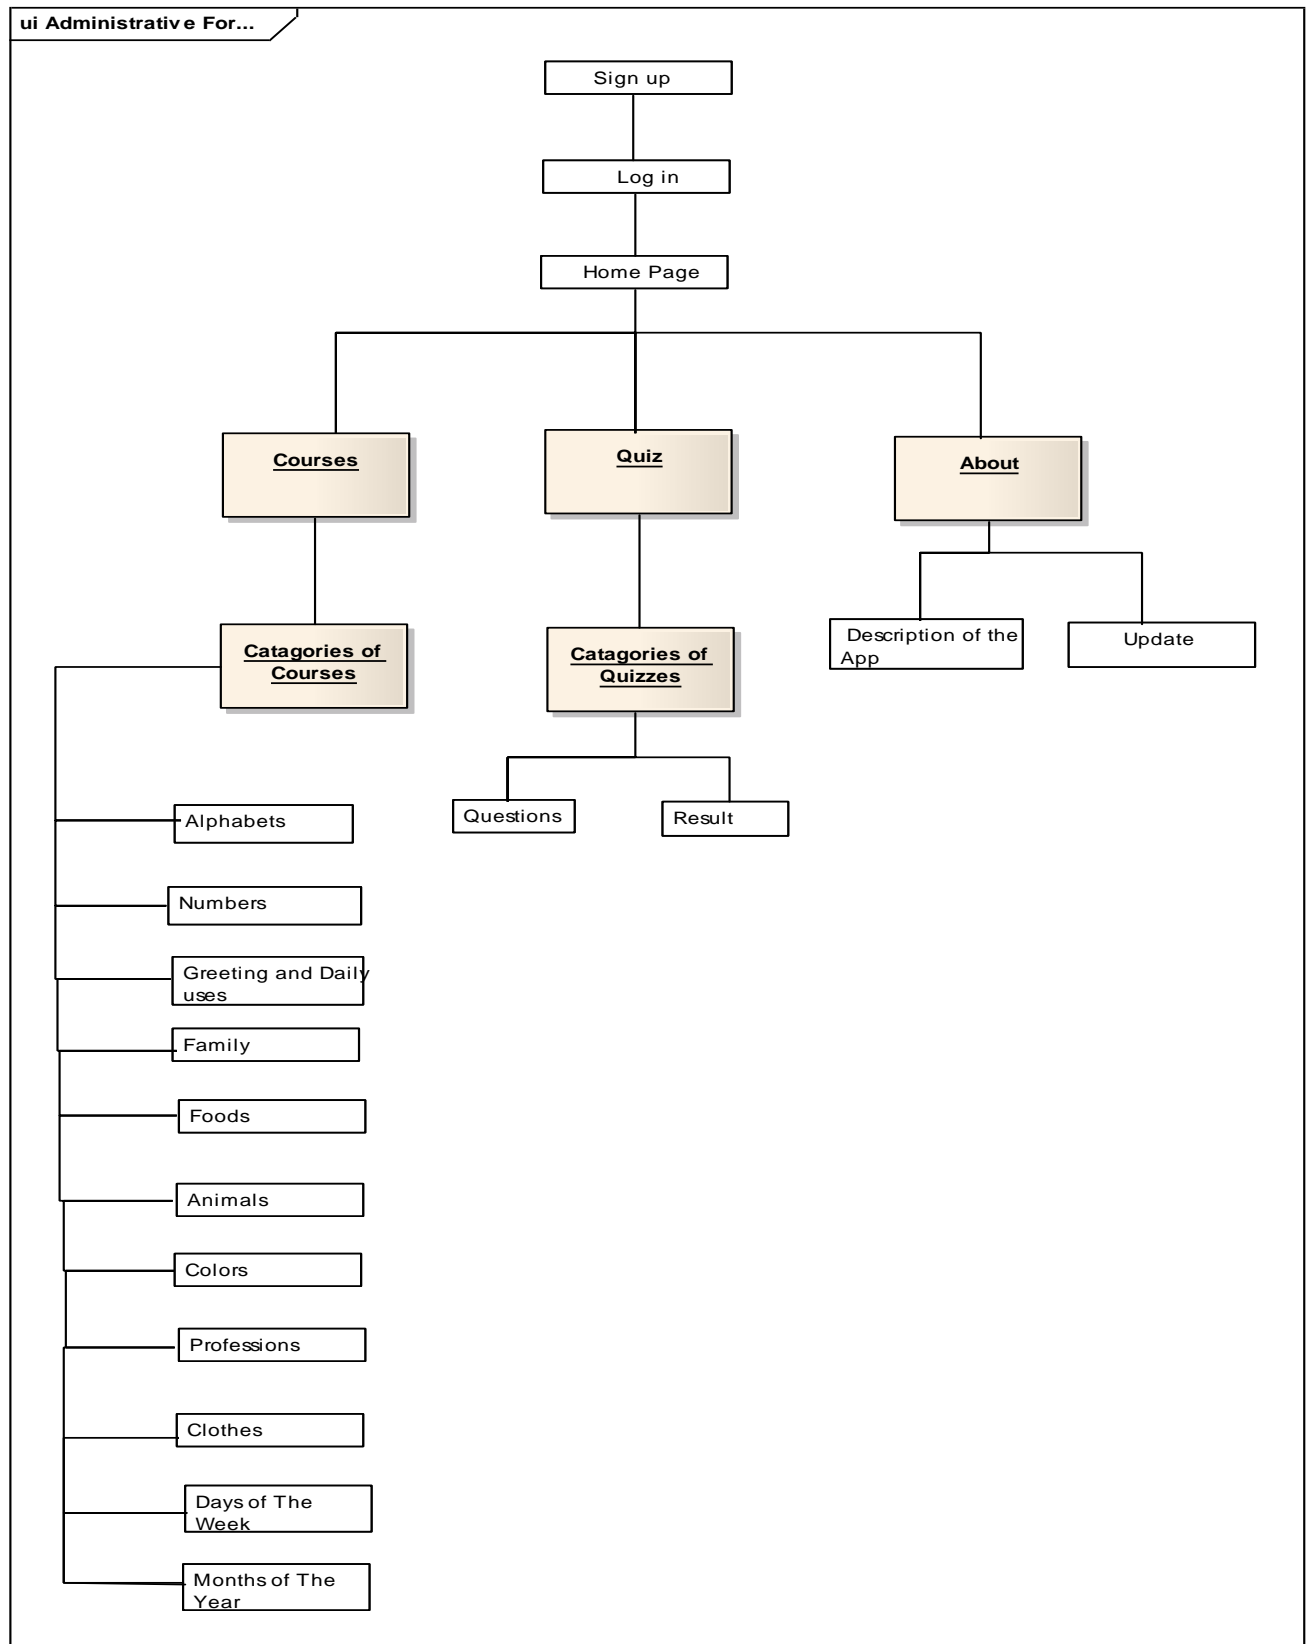 ui Administrative For...
Sign up
Log in
Home Page
Courses
Quiz
About
Catagories of
Courses
Catagories of
Quizzes
Description of the
App
Update
Questions
Result
Alphabets
Numbers
Greeting and Daily
uses
Family
Foods
Animals
Colors
Professions
Clothes
Days of The
Week
Months of The
Year